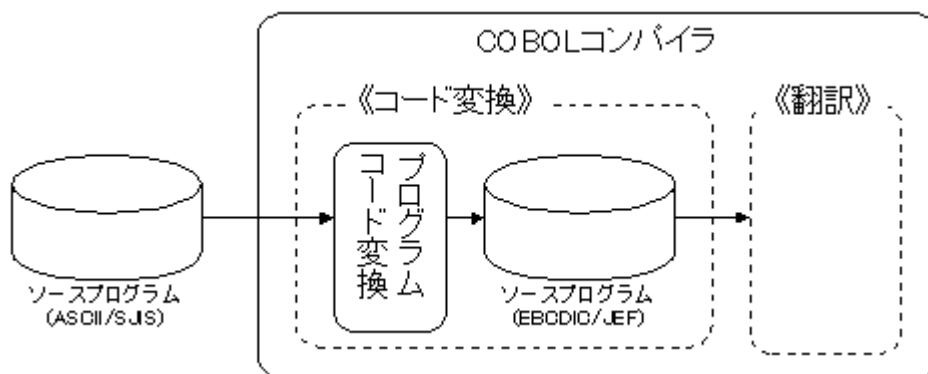 COBOLコンパイラ
《コード変換》
《翻訳》
プログラム
コード変換
ソースプログラム
(ASCII/SJIS)
ソースプログラム
(EBCDIC/JEF)